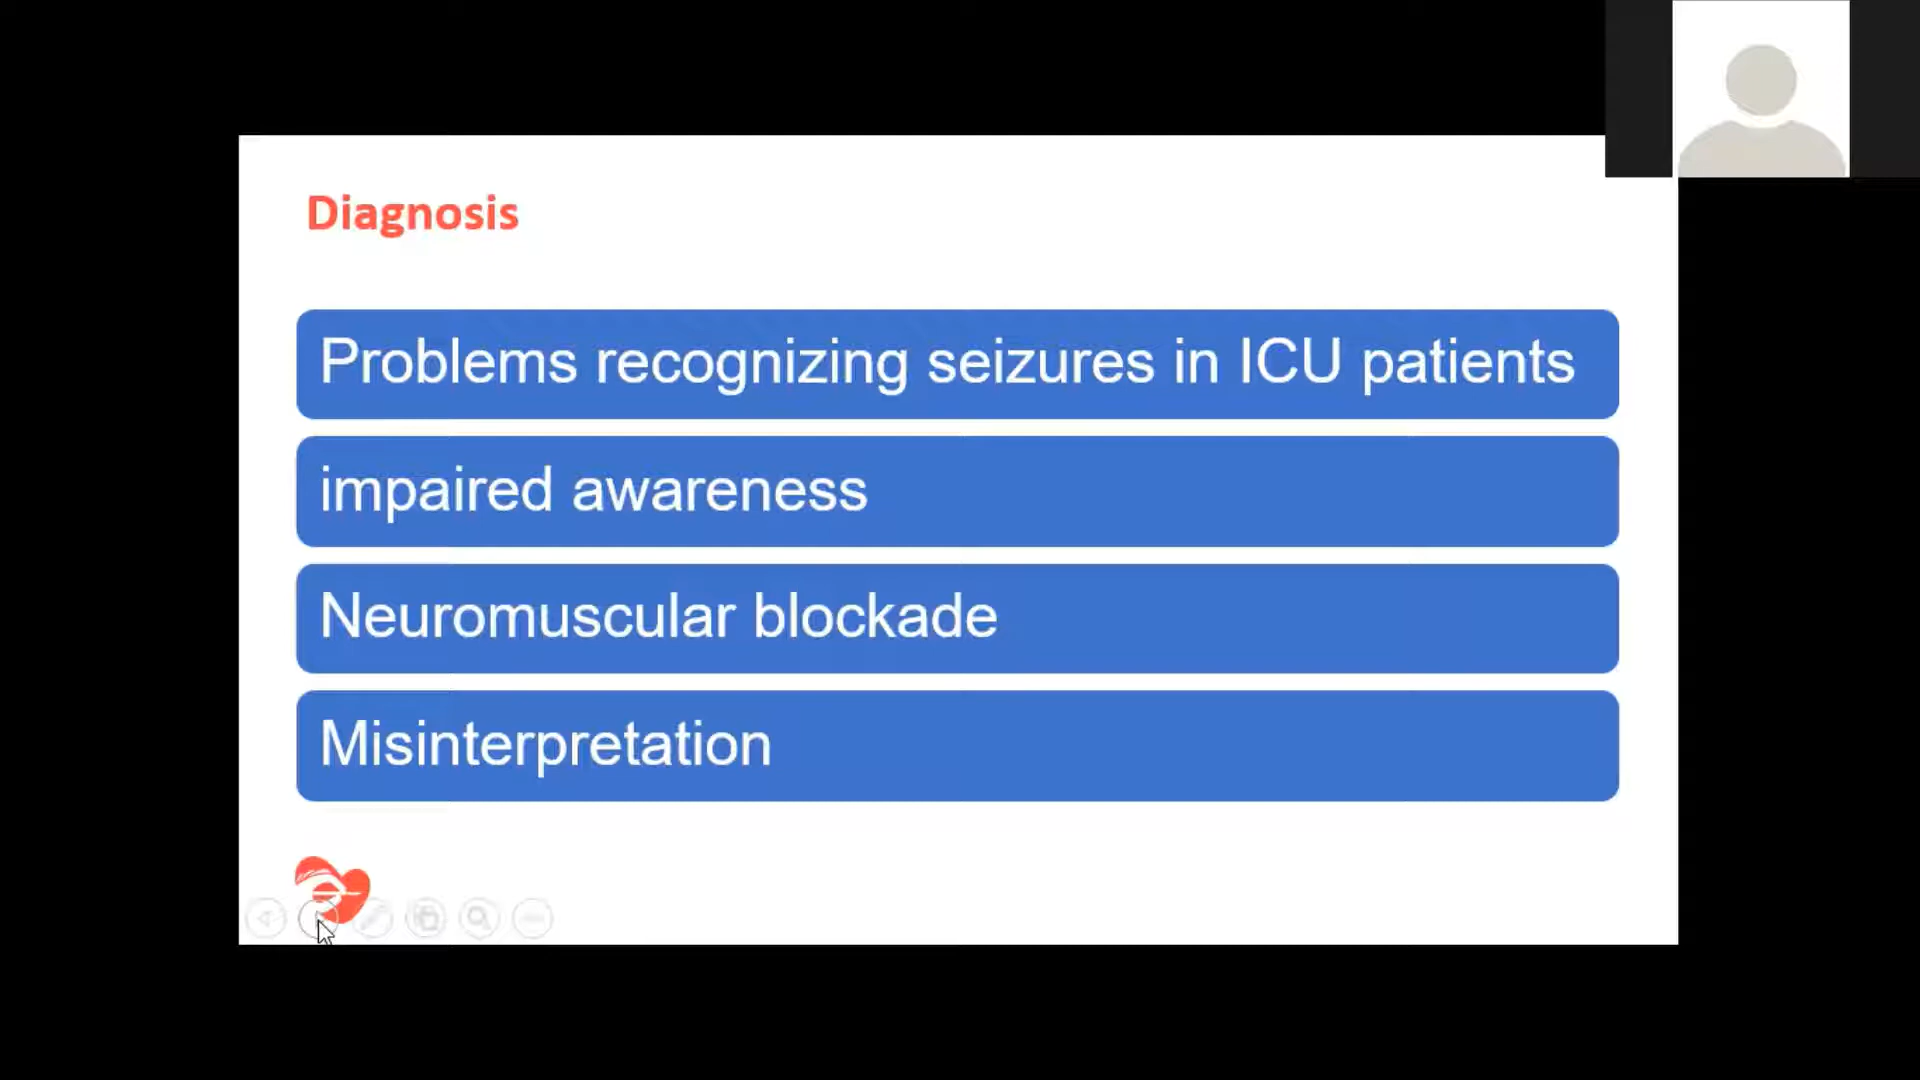 Diagnosis
Problems recognizing seizures in ICU patients
impaired awareness
Neuromuscular blockade
Misinterpretation